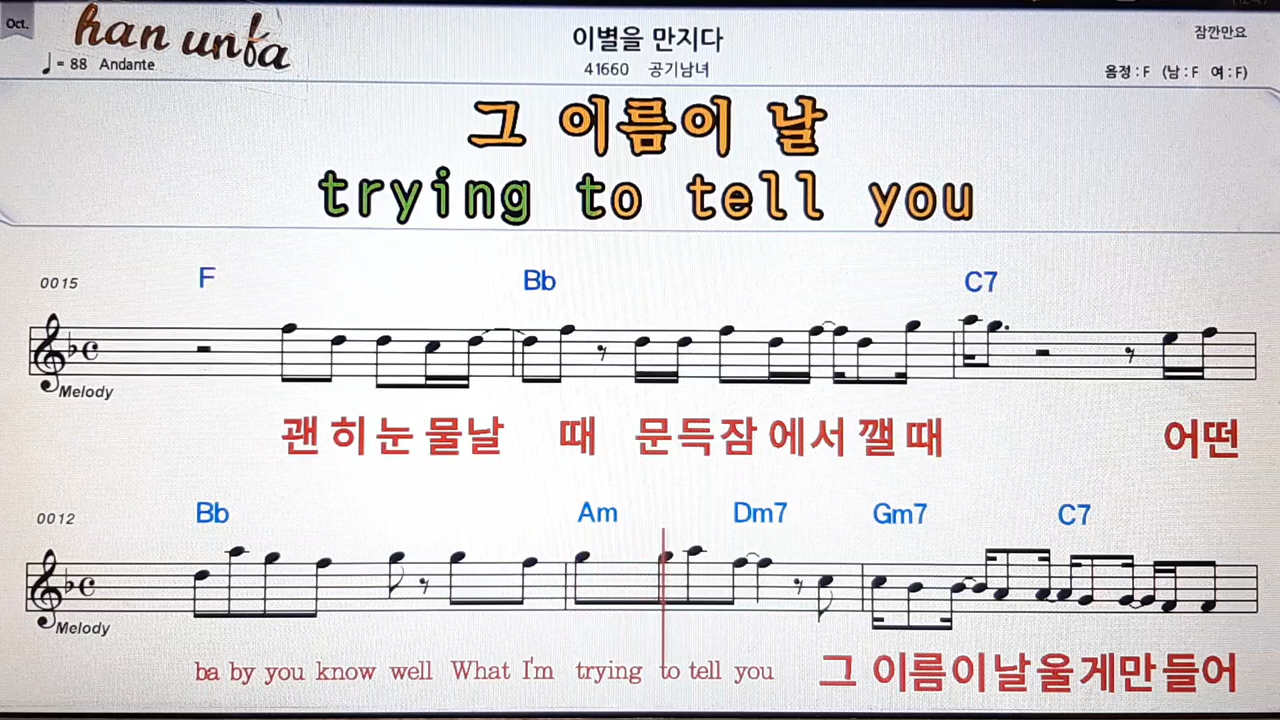 Oct.
han unfa
♩= 88 Andante
이별을 만지다
41660 공기남녀
잠깐만요
음정 : F (남 : F 여 : F)
그 이름이 날
trying to tell you
0015
F Bb C7
Melody
괜 히 눈 물날 때 문득잠 에서 깰 때 어떤
0012
Bb Am Dm7 Gm7 C7
Melody
ba by you know well What I'm trying to tell you 그 이름이날울게만들어